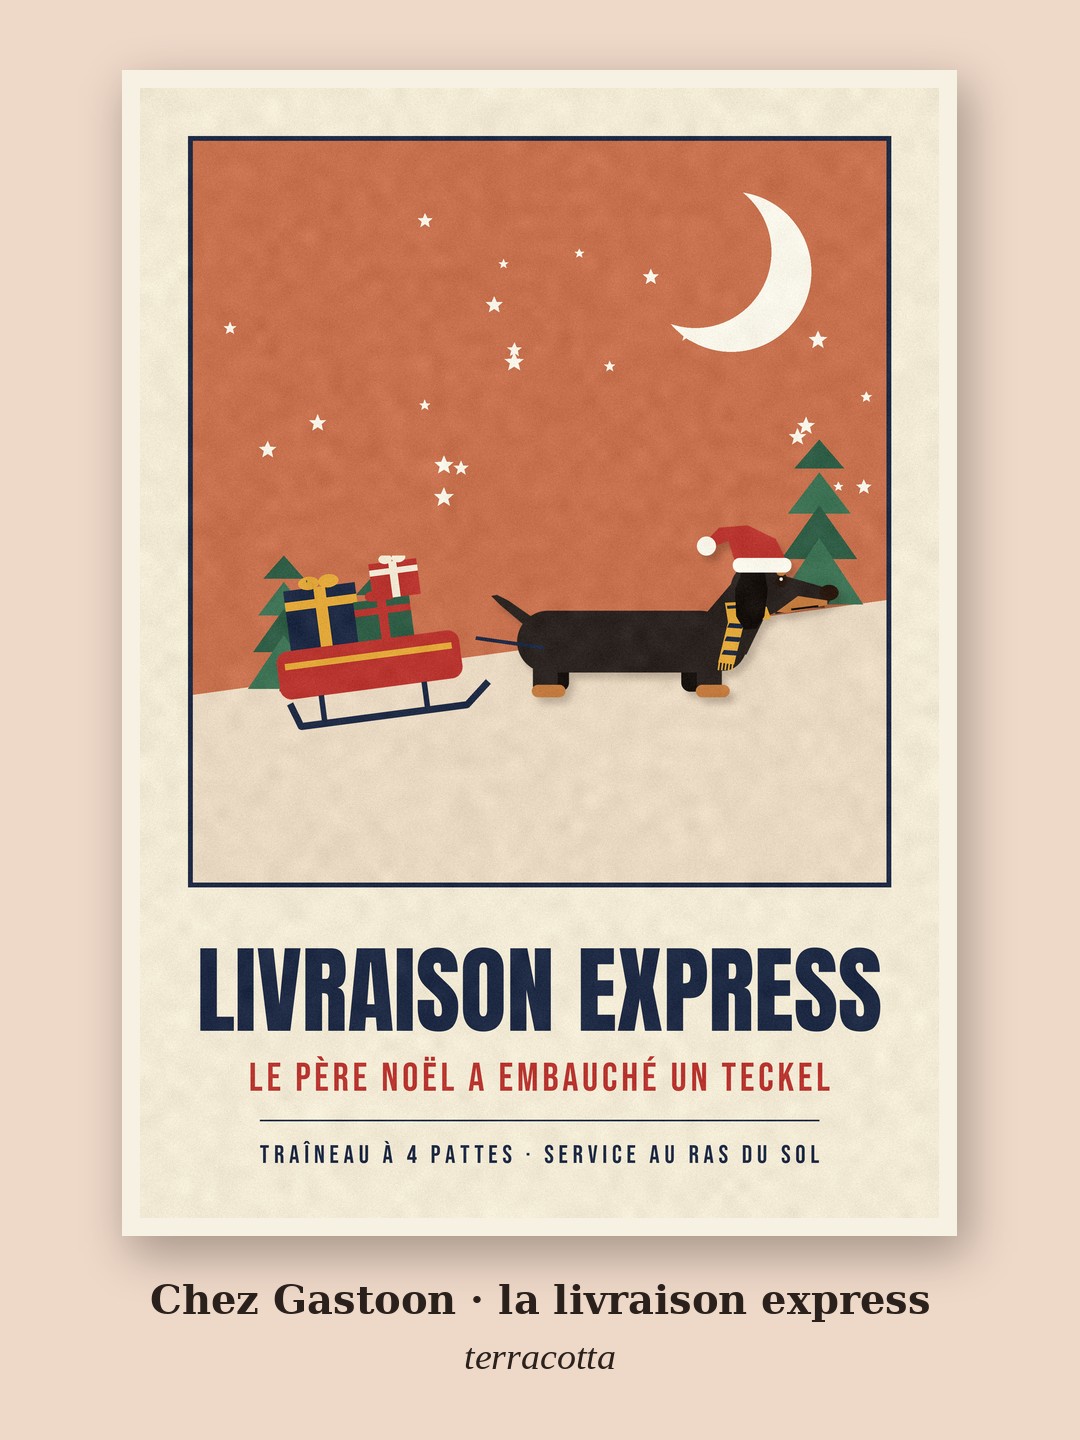 LIVRAISON EXPRESS
LE PÈRE NOËL A EMBAUCHÉ UN TECKEL
TRAÎNEAU À 4 PATTES · SERVICE AU RAS DU SOL
Chez Gastoon · la livraison express
terracotta